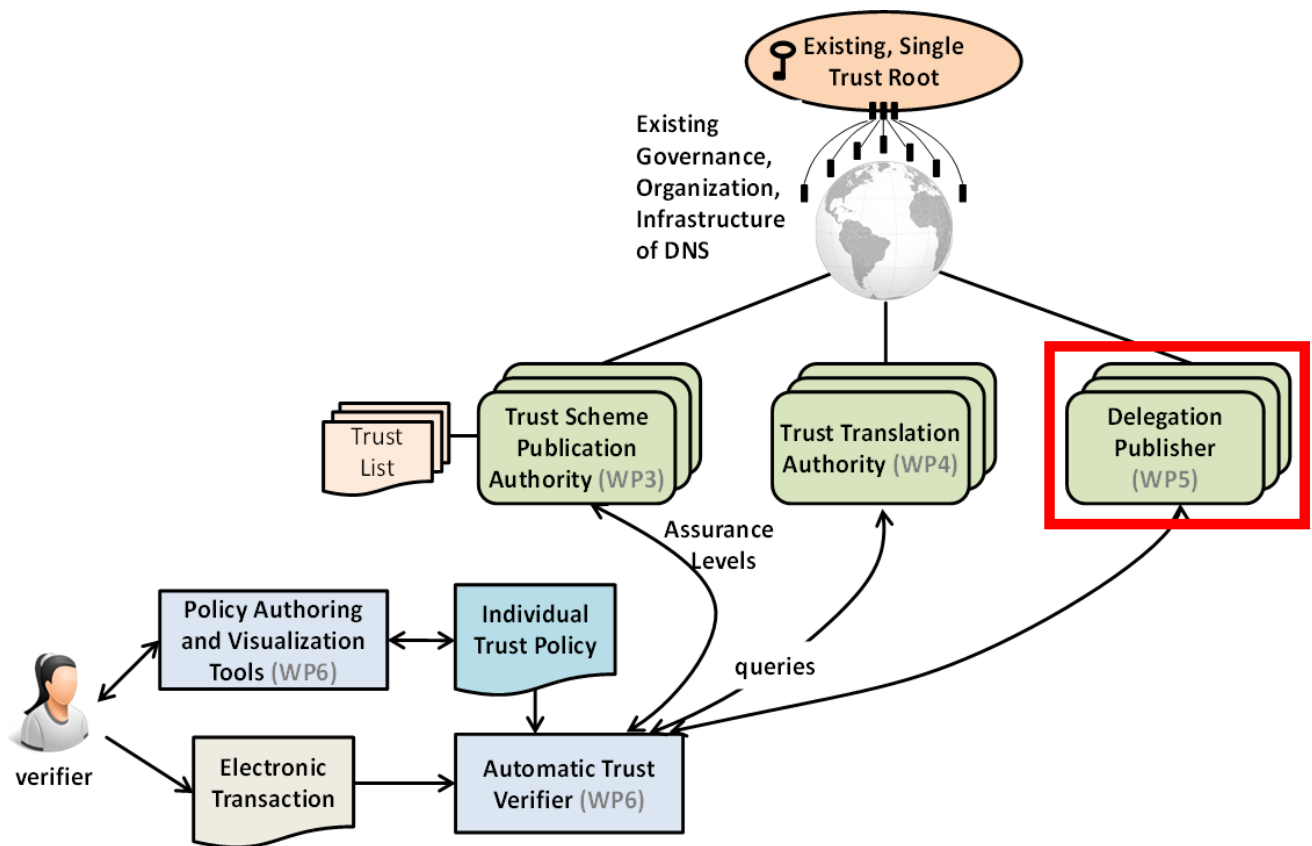 Existing, Single
Trust Root
Existing
Governance,
Organization,
Infrastructure
of DNS
Trust
List
Trust Scheme
Publication
Authority (WP3)
Trust Translation
Authority (WP4)
Delegation
Publisher
(WP5)
Assurance
Levels
Policy Authoring
and Visualization
Tools (WP6)
Individual
Trust Policy
queries
verifier
Electronic
Transaction
Automatic Trust
Verifier (WP6)